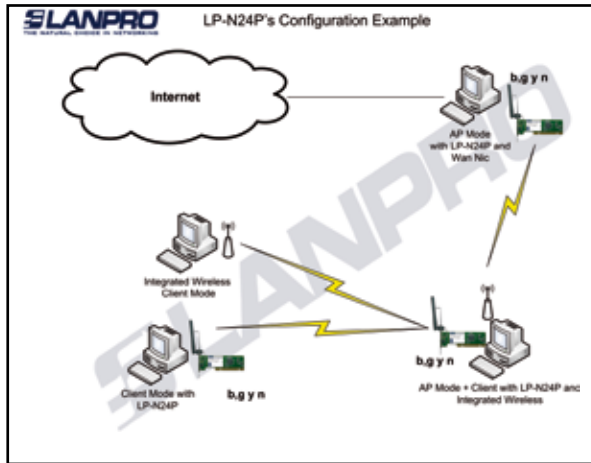 LANPRO
THE NATURAL CHOICE IN NETWORKING
LP-N24P's Configuration Example
Internet
b,g y n
AP Mode
with LP-N24P and
Wan Nic
Integrated Wireless
Client Mode
b,g y n
Client Mode with
LP-N24P
b,g y n
AP Mode + Client with LP-N24P and
Integrated Wireless
LANPRO